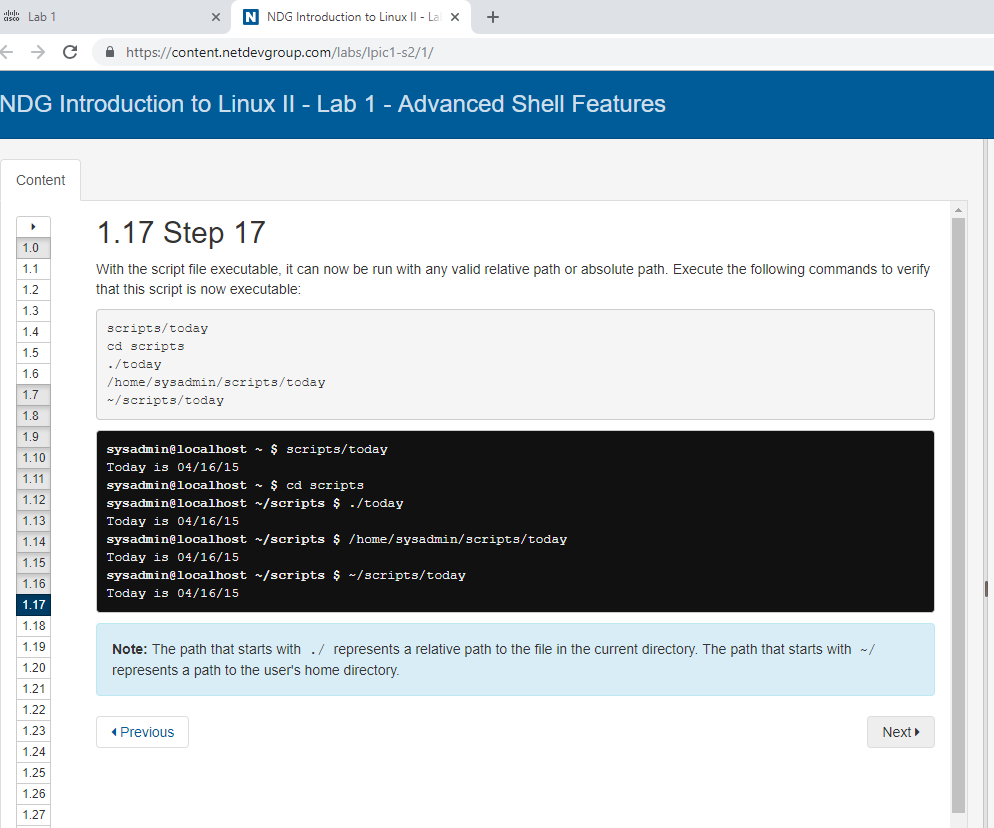 Lab 1
NDG Introduction to Linux II - La
https://content.netdevgroup.com/labs/lpic1-s2/1/
NDG Introduction to Linux II - Lab 1 - Advanced Shell Features
Content
1.0
1.1
1.2
1.3
1.4
1.5
1.6
1.7
1.8
1.9
1.10
1.11
1.12
1.13
1.14
1.15
1.16
1.17
1.18
1.19
1.20
1.21
1.22
1.23
1.24
1.25
1.26
1.27
1.17 Step 17
With the script file executable, it can now be run with any valid relative path or absolute path. Execute the following commands to verify
that this script is now executable:
scripts/today
cd scripts
./today
/home/sysadmin/scripts/today
~/scripts/today
sysadmin@localhost ~ $ scripts/today
Today is 04/16/15
sysadmin@localhost ~ $ cd scripts
sysadmin@localhost ~/scripts $ ./today
Today is 04/16/15
sysadmin@localhost ~/scripts $ /home/sysadmin/scripts/today
Today is 04/16/15
sysadmin@localhost ~/scripts $ ~/scripts/today
Today is 04/16/15
Note: The path that starts with ./ represents a relative path to the file in the current directory. The path that starts with ~/
represents a path to the user's home directory.
Previous
Next